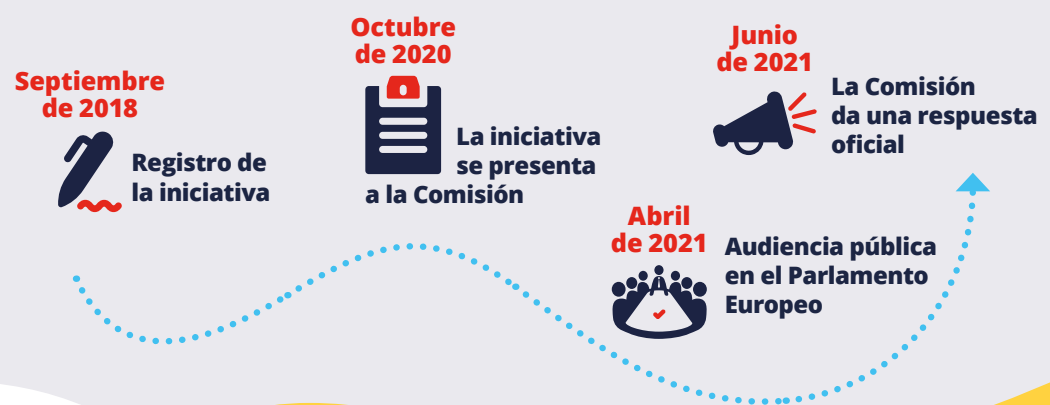 Septiembre
de 2018
Registro de
la iniciativa
Octubre
de 2020
La iniciativa
se presenta
a la Comisión
Abril
de 2021
Audiencia pública
en el Parlamento
Europeo
Junio
de 2021
La Comisión
da una respuesta
oficial